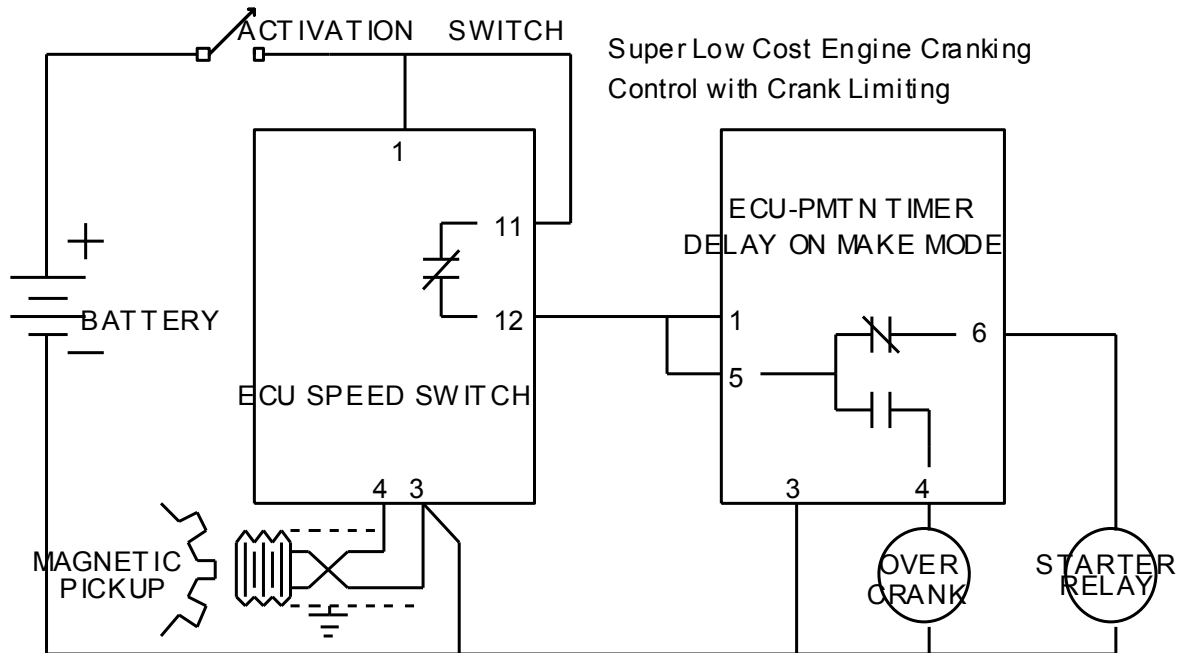 ACTIVATION SWITCH
Super Low Cost Engine Cranking
Control with Crank Limiting
1
11
12
ECU SPEED SWITCH
4 3
+
BATTERY
−
ECU-PMTN TIMER
DELAY ON MAKE MODE
1
6
5
3 4
MAGNETIC
PICKUP
OVER
CRANK
STARTER
RELAY